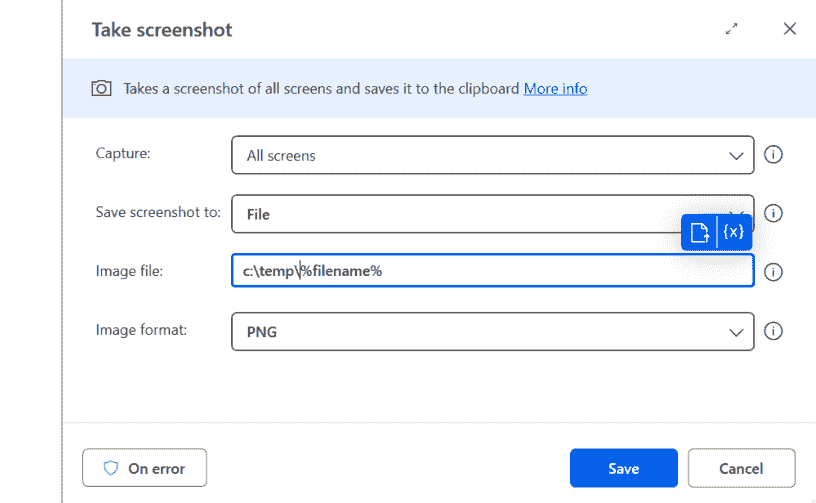 Take screenshot
Takes a screenshot of all screens and saves it to the clipboard More info
Capture:
All screens
Save screenshot to:
File
{x}
Image file:
c:\temp\%filename%
Image format:
PNG
On error
Save
Cancel